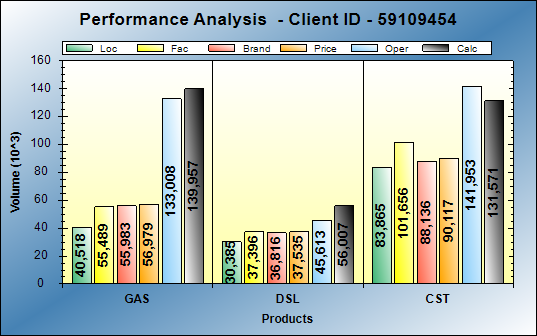 Performance Analysis - Client ID - 59109454
Loc Fac Brand Price Oper Calc
Volume (10^3)
160
140
120
100
80
60
40
20
0
40,518 55,489 55,983 56,979 133,008 139,957
30,385 37,396 36,816 37,535 45,613 56,007
83,865 101,656 88,136 90,117 141,953 131,571
GAS DSL CST
Products